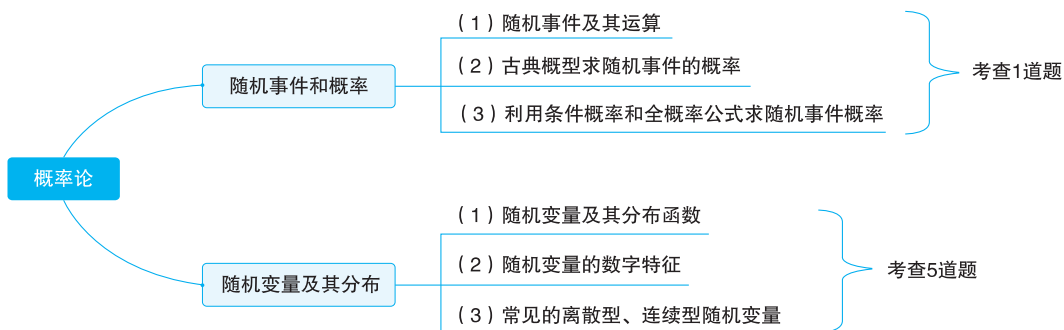 （1）随机事件及其运算
（2）古典概型求随机事件的概率
随机事件和概率
考查1道题
（3）利用条件概率和全概率公式求随机事件概率
概率论
（1）随机变量及其分布函数
（2）随机变量的数字特征
随机变量及其分布
考查5道题
（3）常见的离散型、连续型随机变量